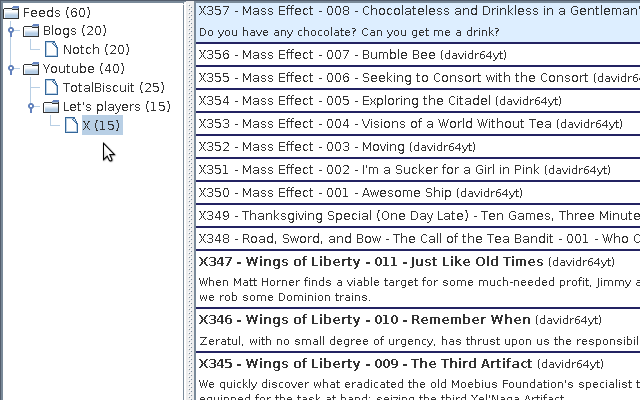 Feeds (60)
Blogs (20)
Notch (20)
Youtube (40)
TotalBiscuit (25)
Let's players (15)
X (15)
X357 - Mass Effect - 008 - Chocolateless and Drinkless in a Gentleman'
Do you have any chocolate? Can you get me a drink?
X356 - Mass Effect - 007 - Bumble Bee (davidr64yt)
X355 - Mass Effect - 006 - Seeking to Consort with the Consort (davidr6
X354 - Mass Effect - 005 - Exploring the Citadel (davidr64yt)
X353 - Mass Effect - 004 - Visions of a World Without Tea (davidr64yt)
X352 - Mass Effect - 003 - Moving (davidr64yt)
X351 - Mass Effect - 002 - I'm a Sucker for a Girl in Pink (davidr64yt)
X350 - Mass Effect - 001 - Awesome Ship (davidr64yt)
X349 - Thanksgiving Special (One Day Late) - Ten Games, Three Minute
X348 - Road, Sword, and Bow - The Call of the Tea Bandit - 001 - Who C
X347 - Wings of Liberty - 011 - Just Like Old Times (davidr64yt)
When Matt Horner finds a viable target for some much-needed profit, Jimmy a
we rob some Dominion trains.
X346 - Wings of Liberty - 010 - Remember When (davidr64yt)
Zeratul, with no small degree of urgency, has thrust upon us the responsibil
X345 - Wings of Liberty - 009 - The Third Artifact (davidr64yt)
We quickly discover what eradicated the old Moebius Foundation's specialist t
equipped for the task at hand: seizing the third Yel'Naga Artifact.